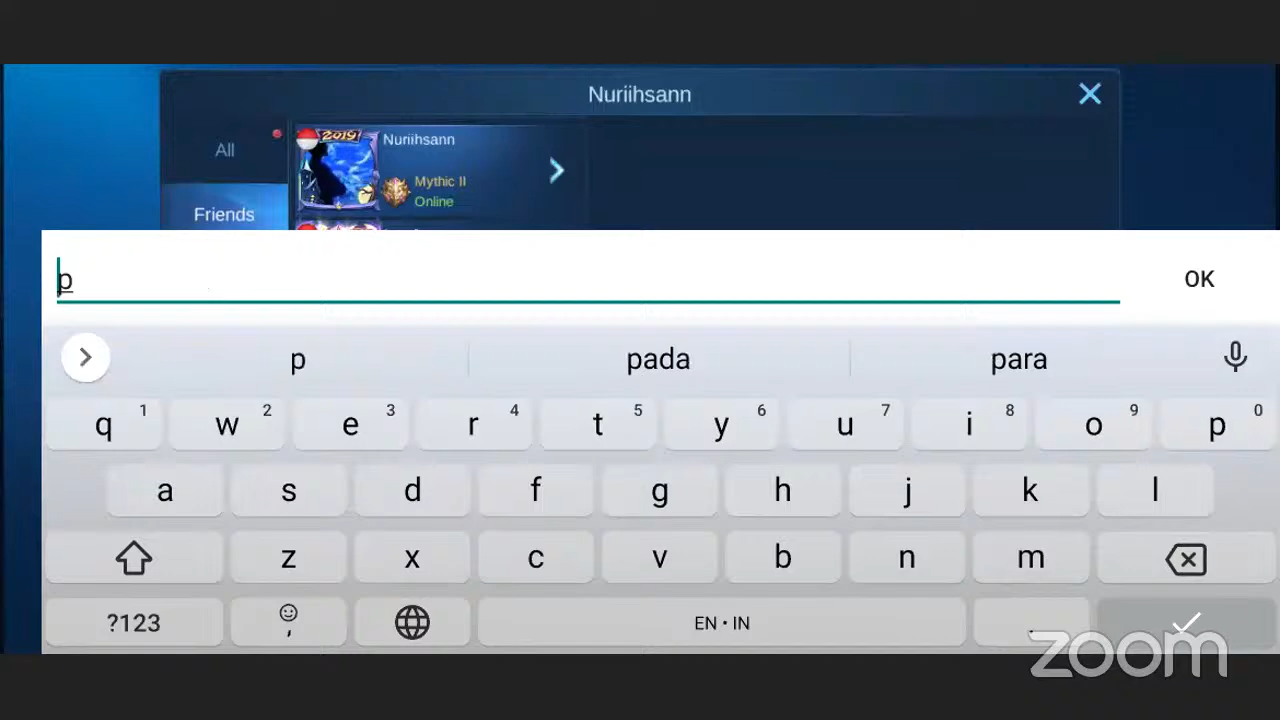 Nuriihsann
All
2019
Nuriihsann
Mythic II
Online
Friends
p
OK
p pada para
q 1 w 2 e 3 r 4 t 5 y 6 u 7 i 8 o 9 p 0
a s d f g h j k l
z x c v b n m
?123 , EN • IN .
zoom